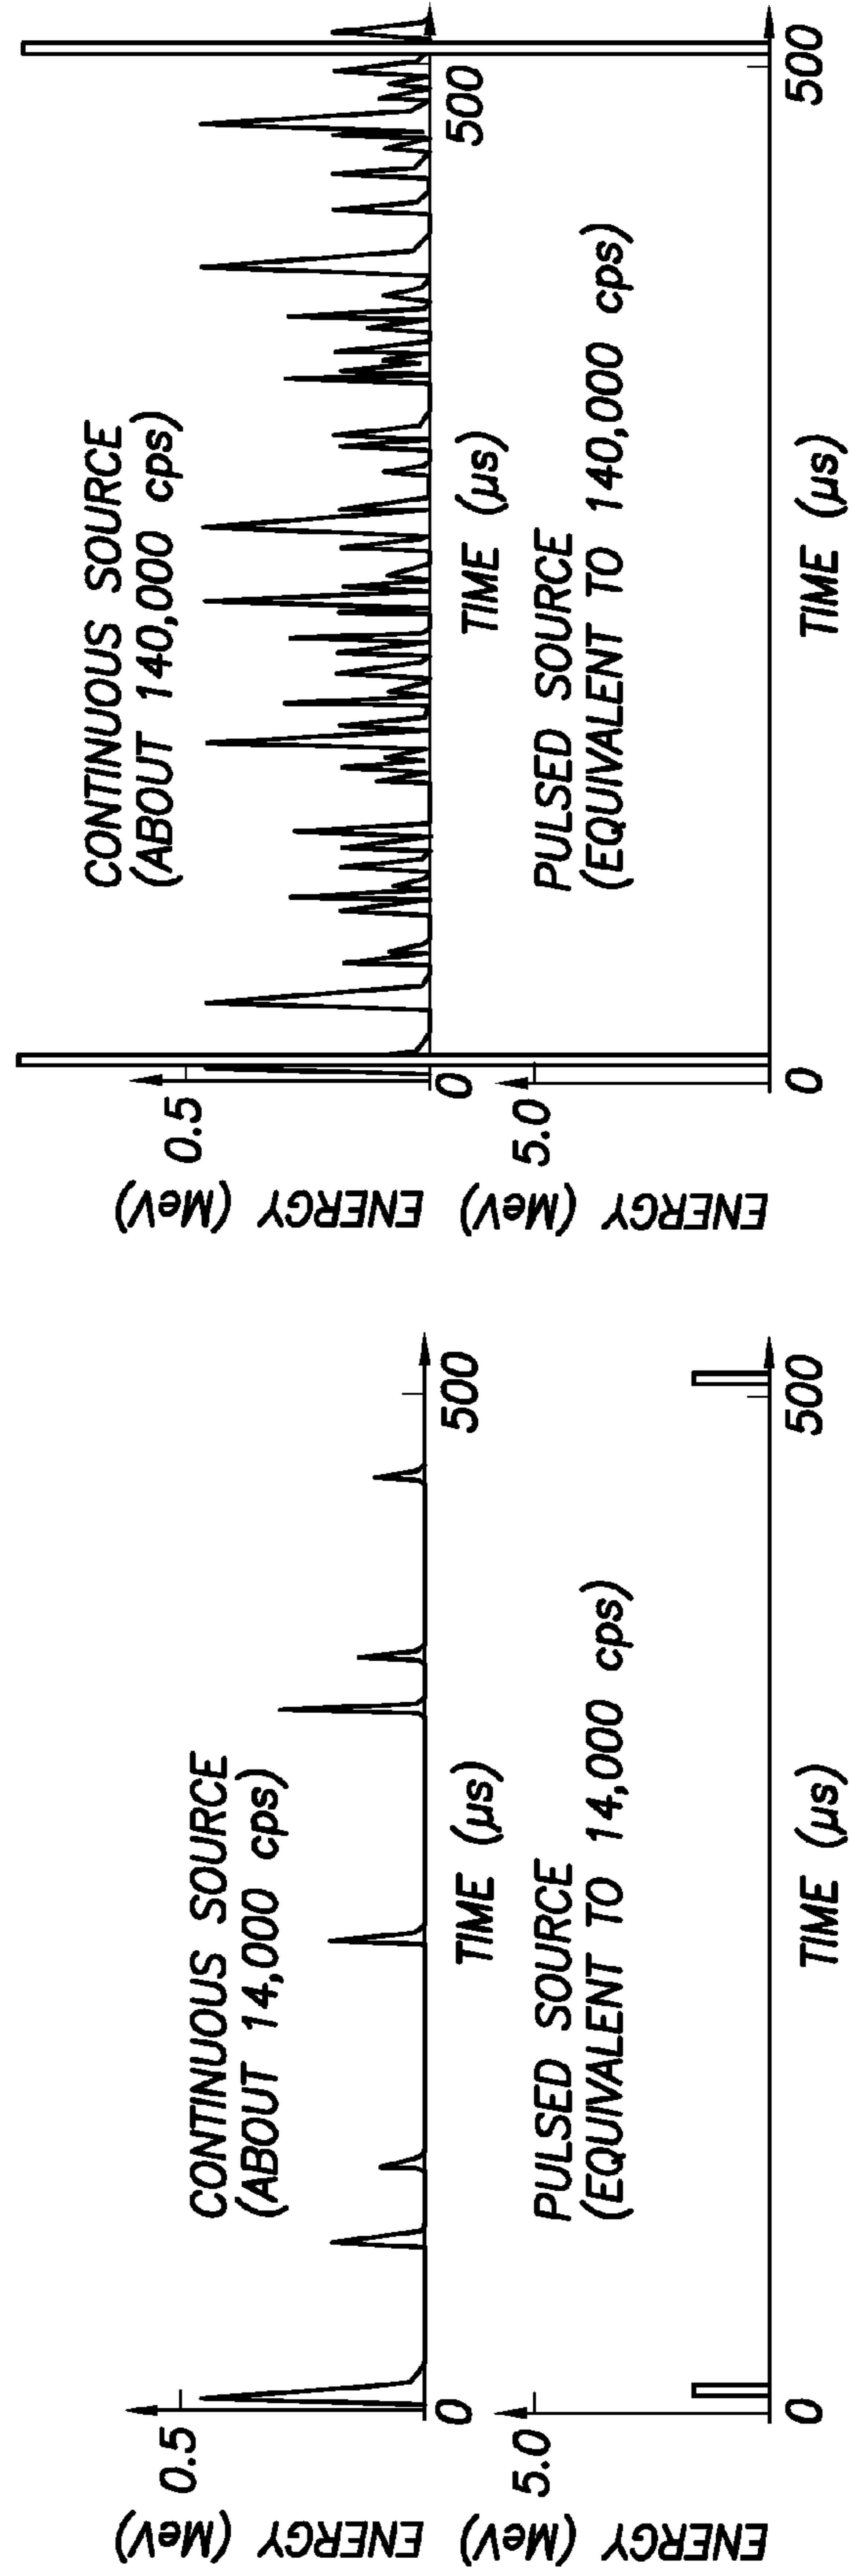 CONTINUOUS SOURCE
(ABOUT 14,000 cps)
ENERGY (MeV)
0.5
0
500
TIME (µs)
PULSED SOURCE
(EQUIVALENT TO 14,000 cps)
ENERGY (MeV)
5.0
0
500
TIME (µs)
CONTINUOUS SOURCE
(ABOUT 140,000 cps)
ENERGY (MeV)
0.5
0
500
TIME (µs)
PULSED SOURCE
(EQUIVALENT TO 140,000 cps)
ENERGY (MeV)
5.0
0
500
TIME (µs)